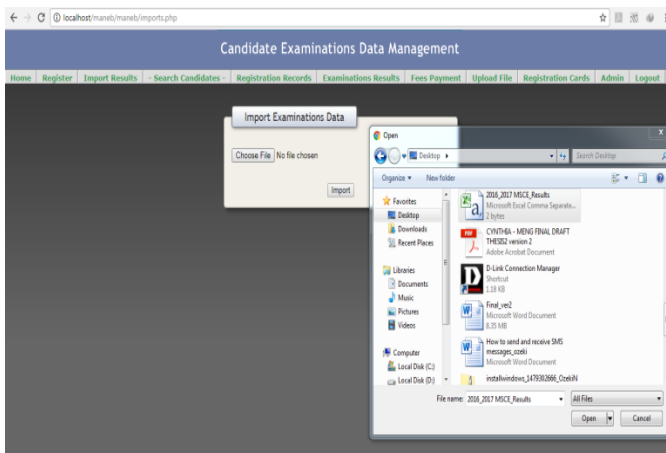 localhost/maneb/maneb/imports.php
Candidate Examinations Data Management
Home Register Import Results - Search Candidates - Registration Records Examinations Results Fees Payment Upload File Registration Cards Admin Logout
Import Examinations Data
Choose File No file chosen
Import
Open
Desktop
Search Desktop
Organize New folder
Favorites
Desktop
Downloads
Recent Places
Libraries
Documents
Music
Pictures
Videos
Computer
Local Disk (C:)
Local Disk (D:)
2016_2017 MSCE_Results
Microsoft Excel Comma Separate...
2 bytes
CYNTHIA - MENG FINAL DRAFT
THESIS2 version 2
Adobe Acrobat Document
D-Link Connection Manager
Shortcut
1.18 KB
Final_ver2
Microsoft Word Document
8.35 MB
How to send and receive SMS
messages_ozeki
Microsoft Word Document
installwindows_1479302666_OzekiN
File name: 2016_2017 MSCE_Results
All Files
Open Cancel